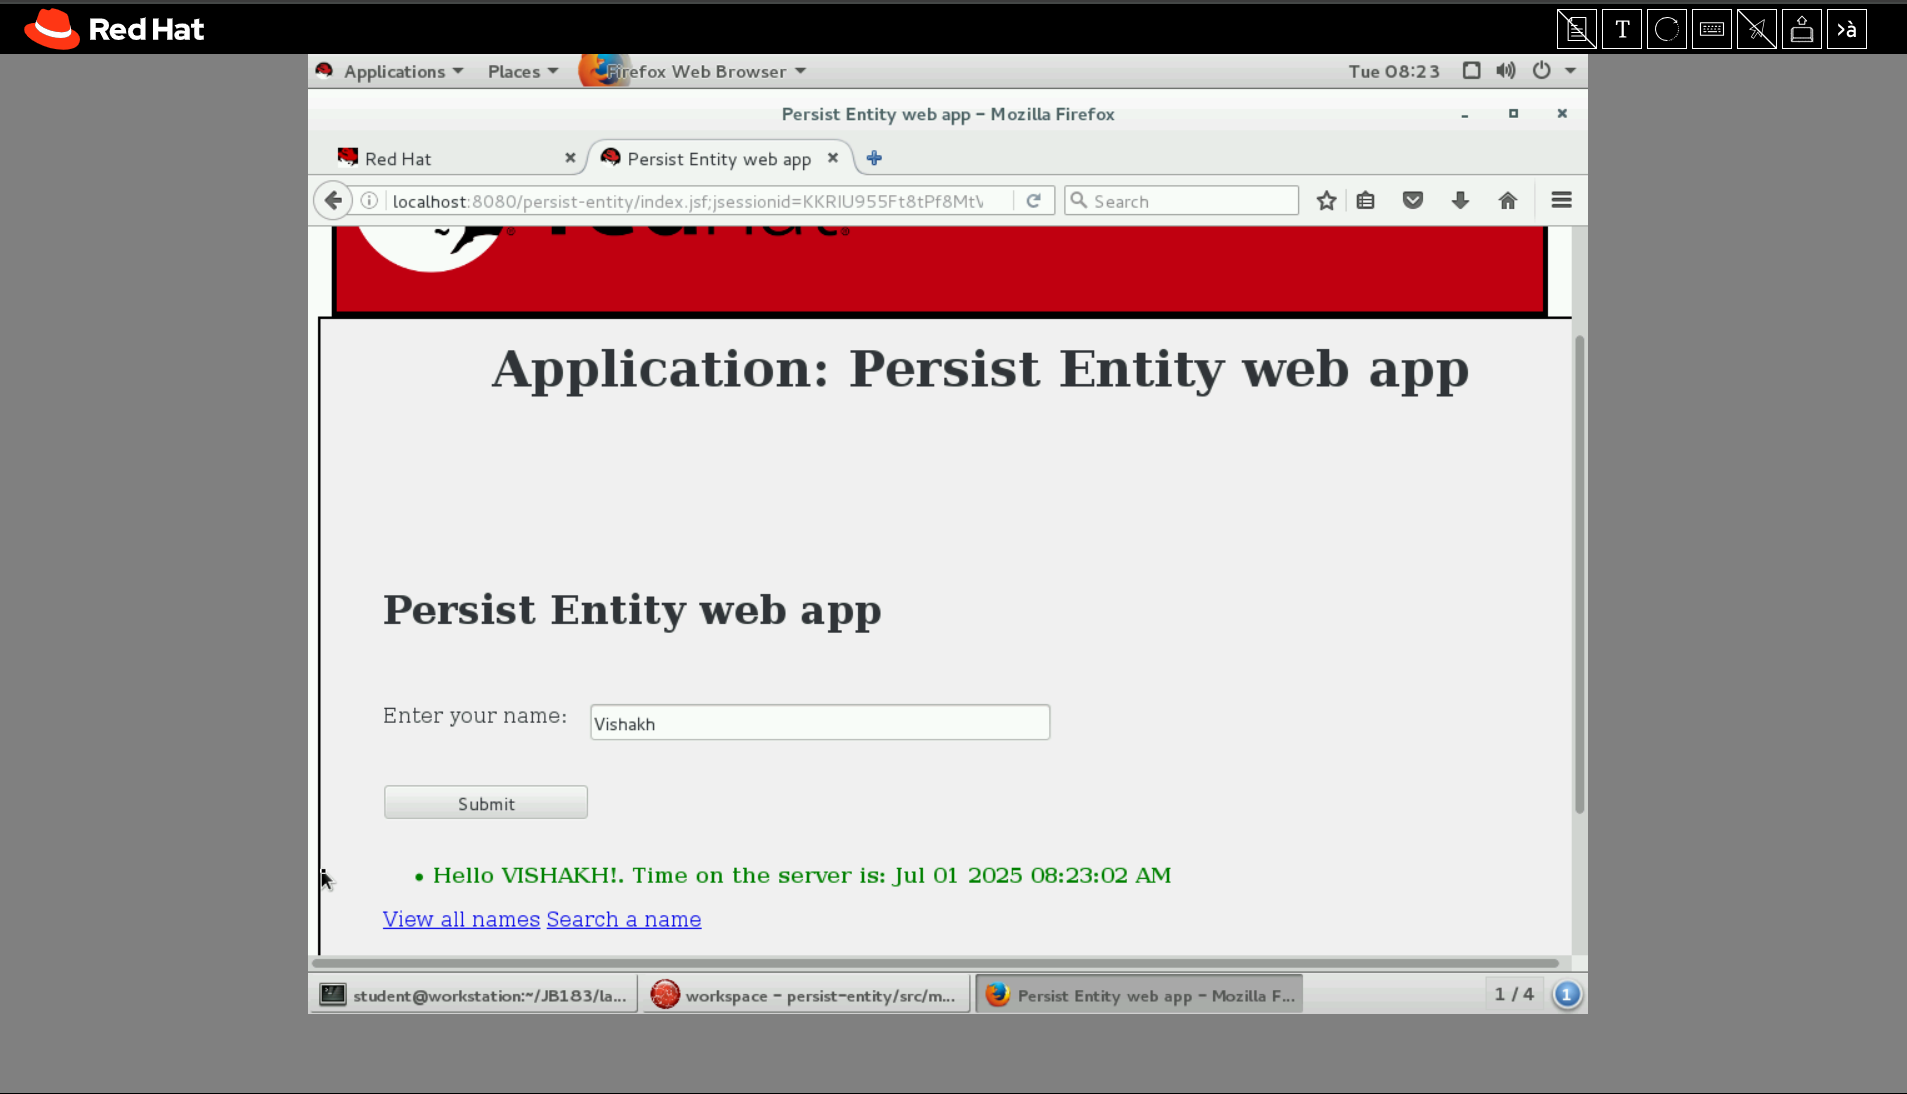 Red Hat
T
›à
Applications
Places
Firefox Web Browser
Tue 08:23
Persist Entity web app – Mozilla Firefox
Red Hat
Persist Entity web app
localhost:8080/persist-entity/index.jsf;jsessionid=KKRIU955Ft8tPf8Mt
Search
Application: Persist Entity web app
Persist Entity web app
Enter your name:
Vishakh
Submit
• Hello VISHAKH!. Time on the server is: Jul 01 2025 08:23:02 AM
View all names Search a name
student@workstation:~/JB183/la...
workspace – persist-entity/src/m...
Persist Entity web app – Mozilla F...
1 / 4
1